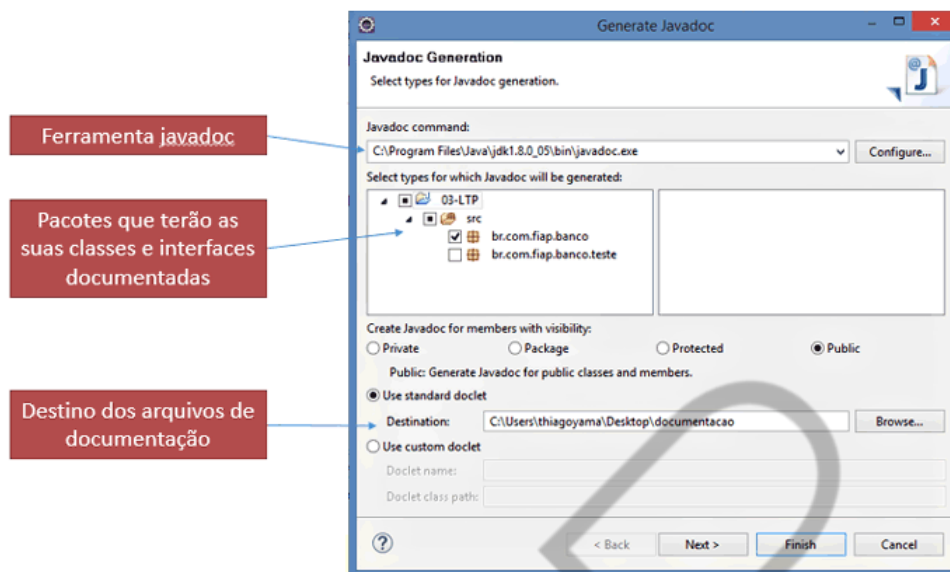 Generate Javadoc
Javadoc Generation
Select types for Javadoc generation.
Ferramenta javadoc
Javadoc command:
C:\Program Files\Java\jdk1.8.0_05\bin\javadoc.exe
Configure...
Select types for which Javadoc will be generated:
Pacotes que terão as
suas classes e interfaces
documentadas
03-LTP
src
br.com.fiap.banco
br.com.fiap.banco.teste
Create Javadoc for members with visibility:
Private
Package
Protected
Public
Public: Generate Javadoc for public classes and members.
Destino dos arquivos de
documentação
Use standard doclet
Destination:
C:\Users\thiagoyama\Desktop\documentacao
Browse...
Use custom doclet
Doclet name:
Doclet class path:
< Back
Next >
Finish
Cancel